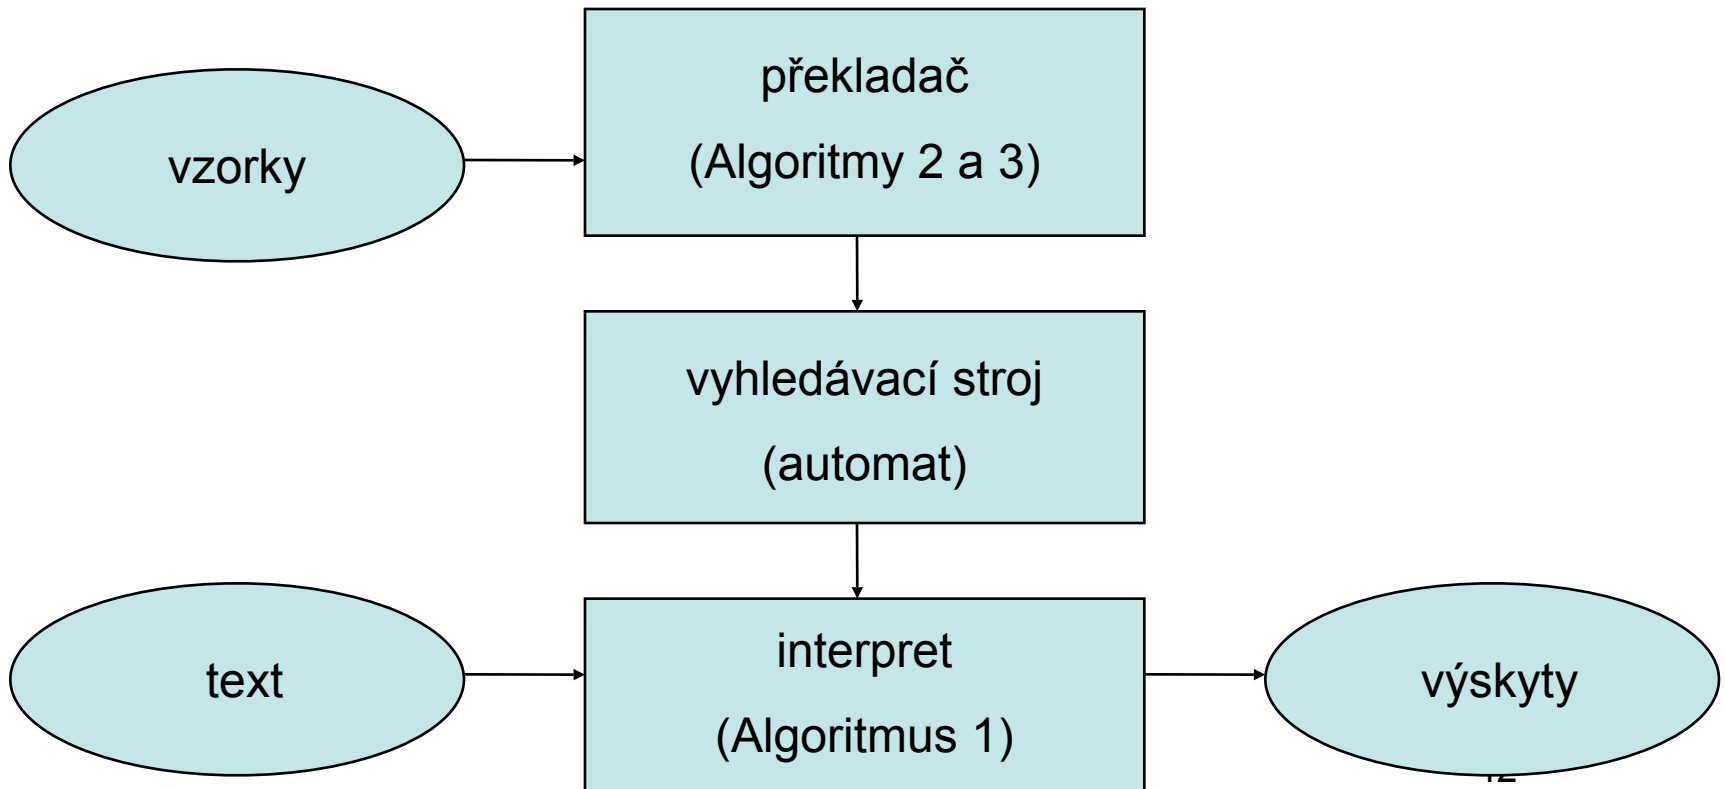 překladač
(Algoritmy 2 a 3)
vzorky
vyhledávací stroj
(automat)
text
interpret
(Algoritmus 1)
výskyty